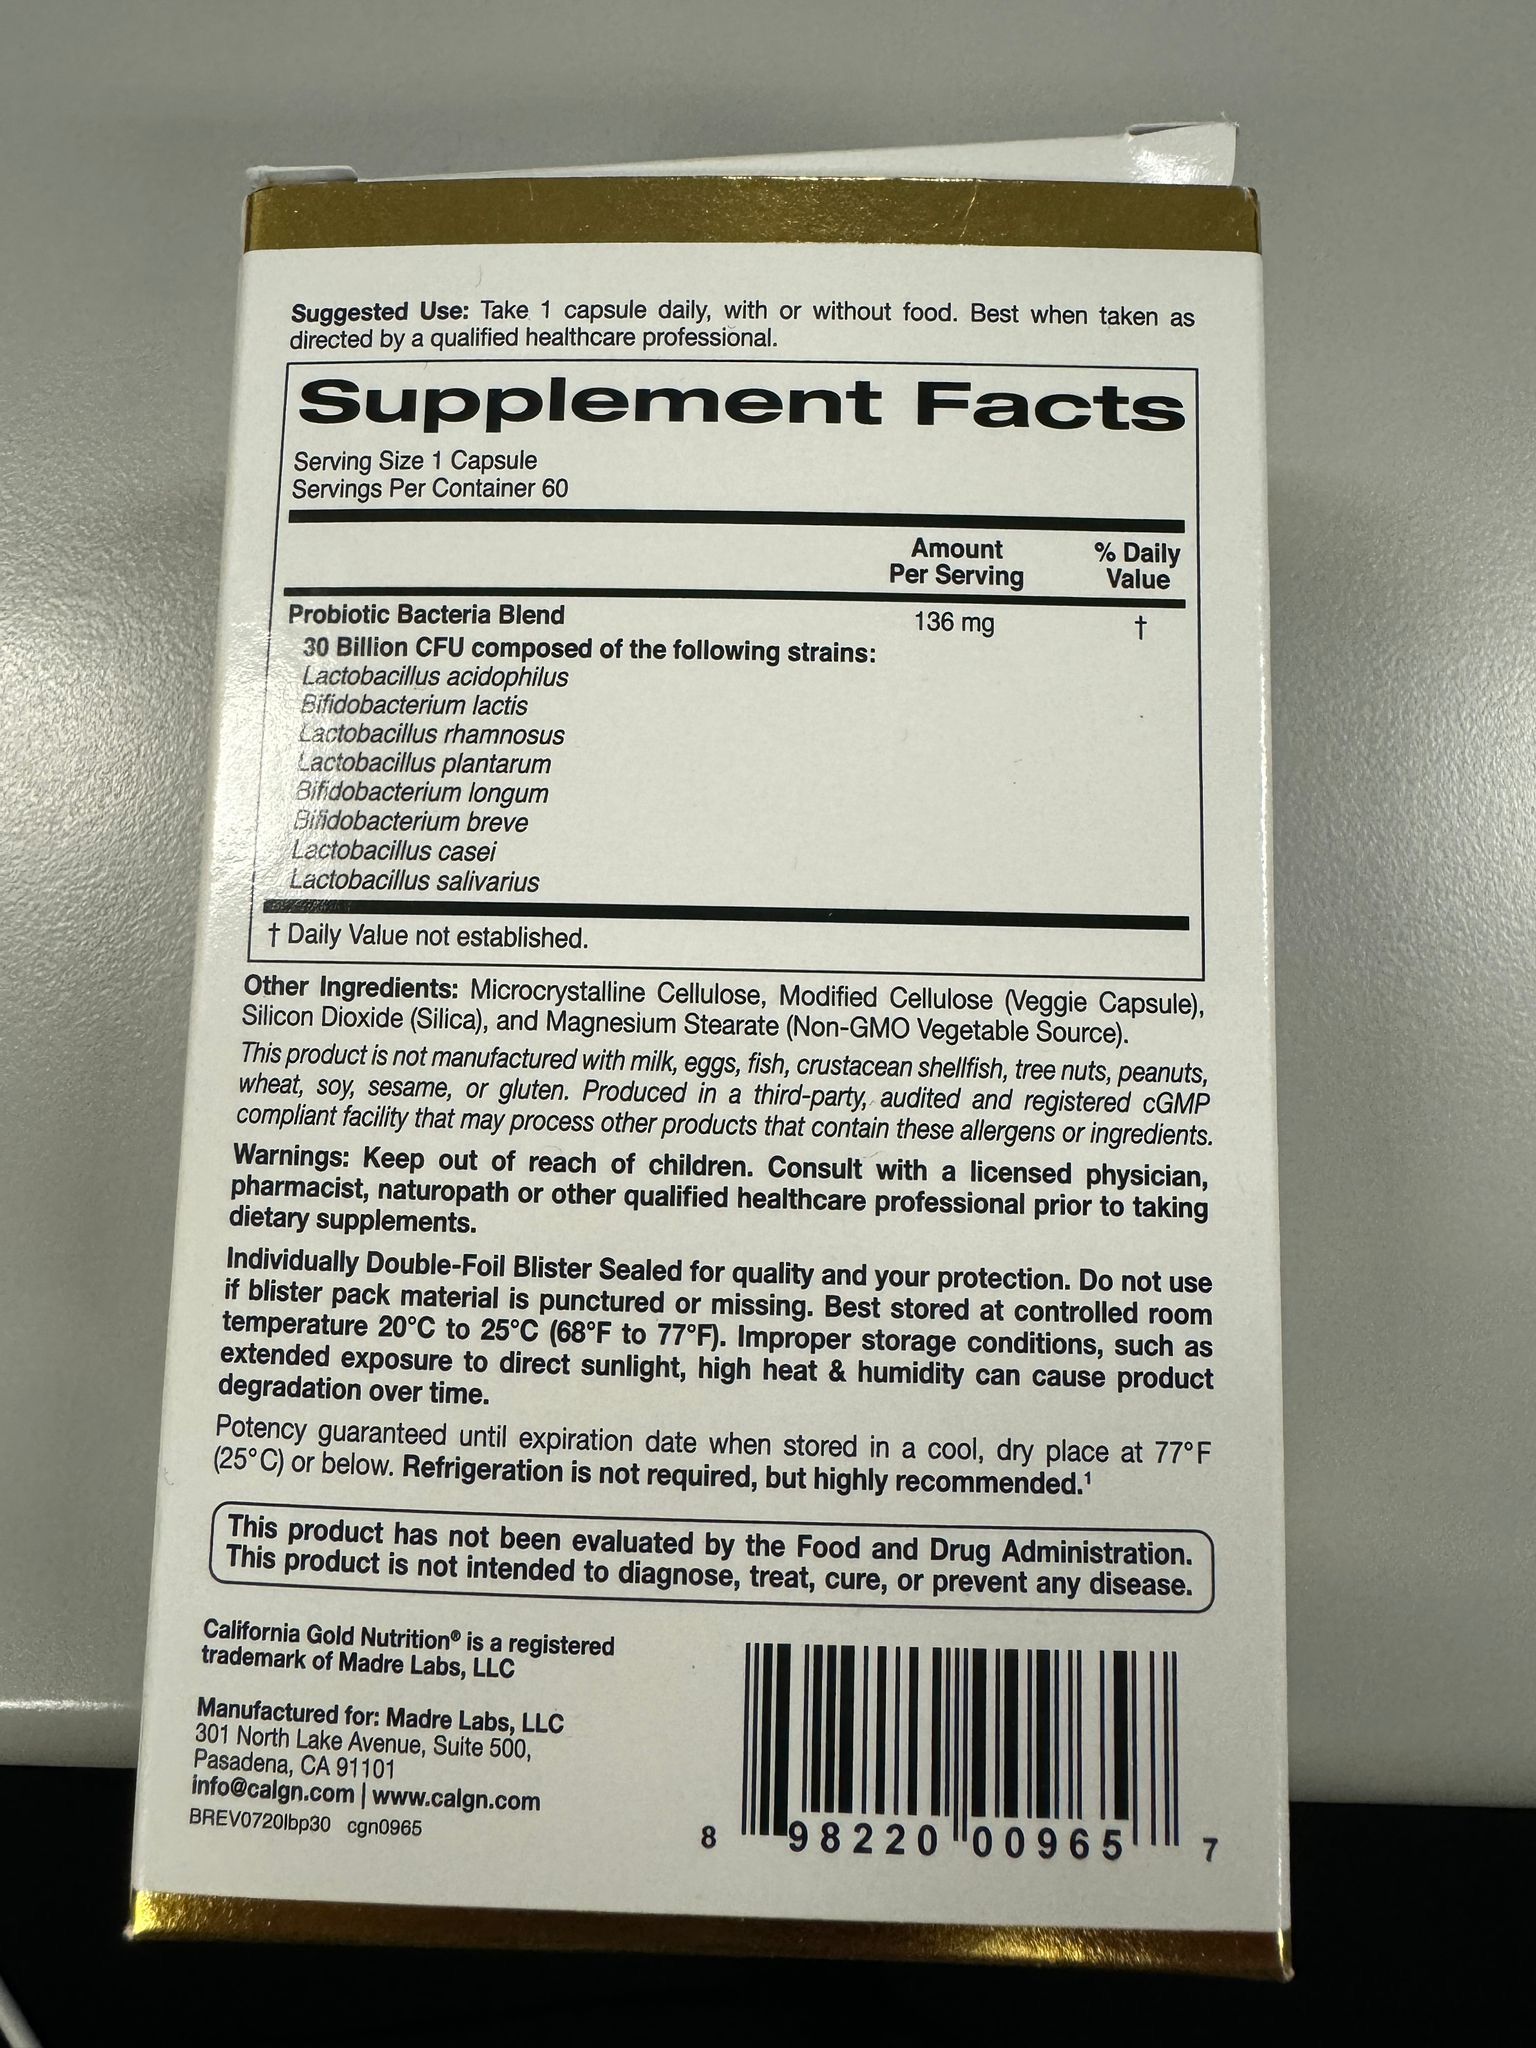 Suggested Use: Take 1 capsule daily, with or without food. Best when taken as
directed by a qualified healthcare professional.
Supplement Facts
Serving Size 1 Capsule
Servings Per Container 60
Amount Per Serving
% Daily Value
Probiotic Bacteria Blend 136 mg †
30 Billion CFU composed of the following strains:
Lactobacillus acidophilus
Bifidobacterium lactis
Lactobacillus rhamnosus
Lactobacillus plantarum
Bifidobacterium longum
Bifidobacterium breve
Lactobacillus casei
Lactobacillus salivarius
† Daily Value not established.
Other Ingredients: Microcrystalline Cellulose, Modified Cellulose (Veggie Capsule),
Silicon Dioxide (Silica), and Magnesium Stearate (Non-GMO Vegetable Source).
This product is not manufactured with milk, eggs, fish, crustacean shellfish, tree nuts, peanuts,
wheat, soy, sesame, or gluten. Produced in a third-party, audited and registered cGMP
compliant facility that may process other products that contain these allergens or ingredients.
Warnings: Keep out of reach of children. Consult with a licensed physician,
pharmacist, naturopath or other qualified healthcare professional prior to taking
dietary supplements.
Individually Double-Foil Blister Sealed for quality and your protection. Do not use
if blister pack material is punctured or missing. Best stored at controlled room
temperature 20°C to 25°C (68°F to 77°F). Improper storage conditions, such as
extended exposure to direct sunlight, high heat & humidity can cause product
degradation over time.
Potency guaranteed until expiration date when stored in a cool, dry place at 77°F
(25°C) or below. Refrigeration is not required, but highly recommended.¹
This product has not been evaluated by the Food and Drug Administration.
This product is not intended to diagnose, treat, cure, or prevent any disease.
California Gold Nutrition® is a registered
trademark of Madre Labs, LLC
Manufactured for: Madre Labs, LLC
301 North Lake Avenue, Suite 500,
Pasadena, CA 91101
info@calgn.com | www.calgn.com
BREV0720lbp30 cgn0965
8 98220 00965 7